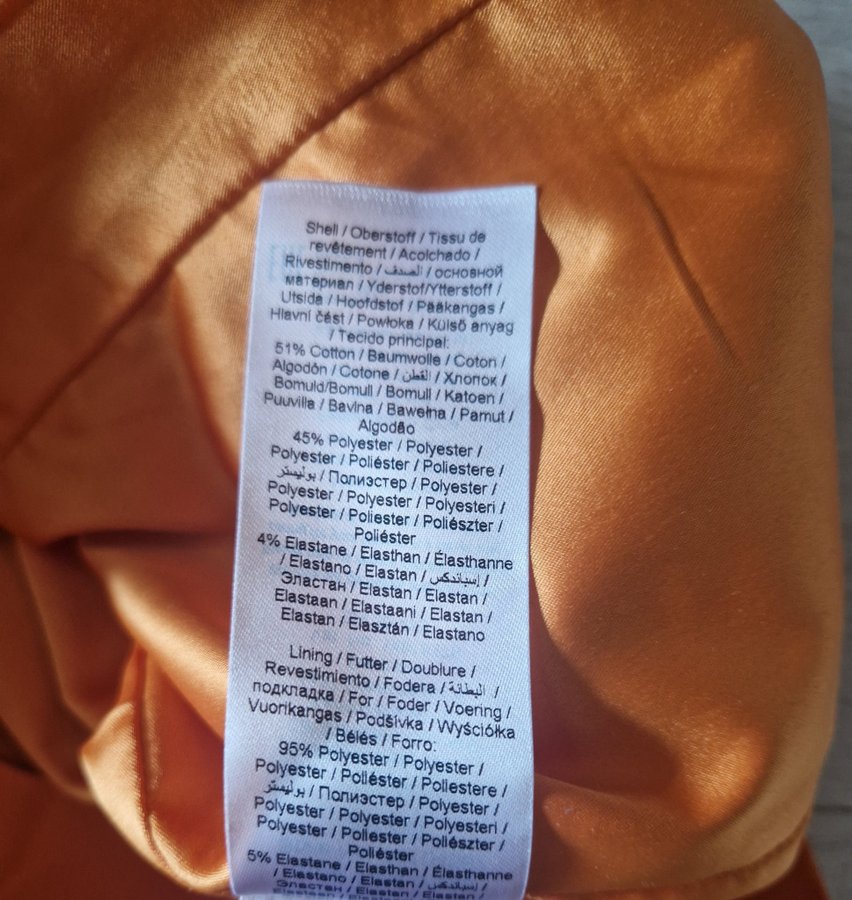 Shell / Oberstoff / Tissu de
revêtement / Acolchado /
Rivestimento / الصدف / основной
материал / Yderstof/Ytterstoff /
Utsida / Hoofdstof / Pääkangas /
Hlavní část / Powłoka / Külső anyag
/ Tecido principal:
51% Cotton / Baumwolle / Coton /
Algodón / Cotone / القطن / Хлопок /
Bomuld/Bomull / Bomull / Katoen /
Puuvilla / Bavlna / Bawełna / Pamut /
Algodão
45% Polyester / Polyester /
Polyester / Poliéster / Poliestere /
بوليستر / Полиэстер / Polyester /
Polyester / Polyester / Polyesteri /
Polyester / Poliester / Poliészter /
Poliéster
4% Elastane / Elasthan / Élasthanne
/ Elastano / Elastan / إسباندكس /
Эластан / Elastan / Elastan /
Elastaan / Elastaani / Elastan /
Elastan / Elasztán / Elastano
Lining / Futter / Doublure /
Revestimiento / Fodera / البطانة /
подкладка / For / Foder / Voering /
Vuorikangas / Podšívka / Wyściółka
/ Bélés / Forro:
95% Polyester / Polyester /
Polyester / Poliéster / Poliestere /
بوليستر / Полиэстер / Polyester /
Polyester / Polyester / Polyesteri /
Polyester / Poliester / Poliészter /
Poliéster
5% Elastane / Elasthan / Élasthanne
/ Elastano / Elastan / إسباندكس /
Эластан / Elastan / Elastan /